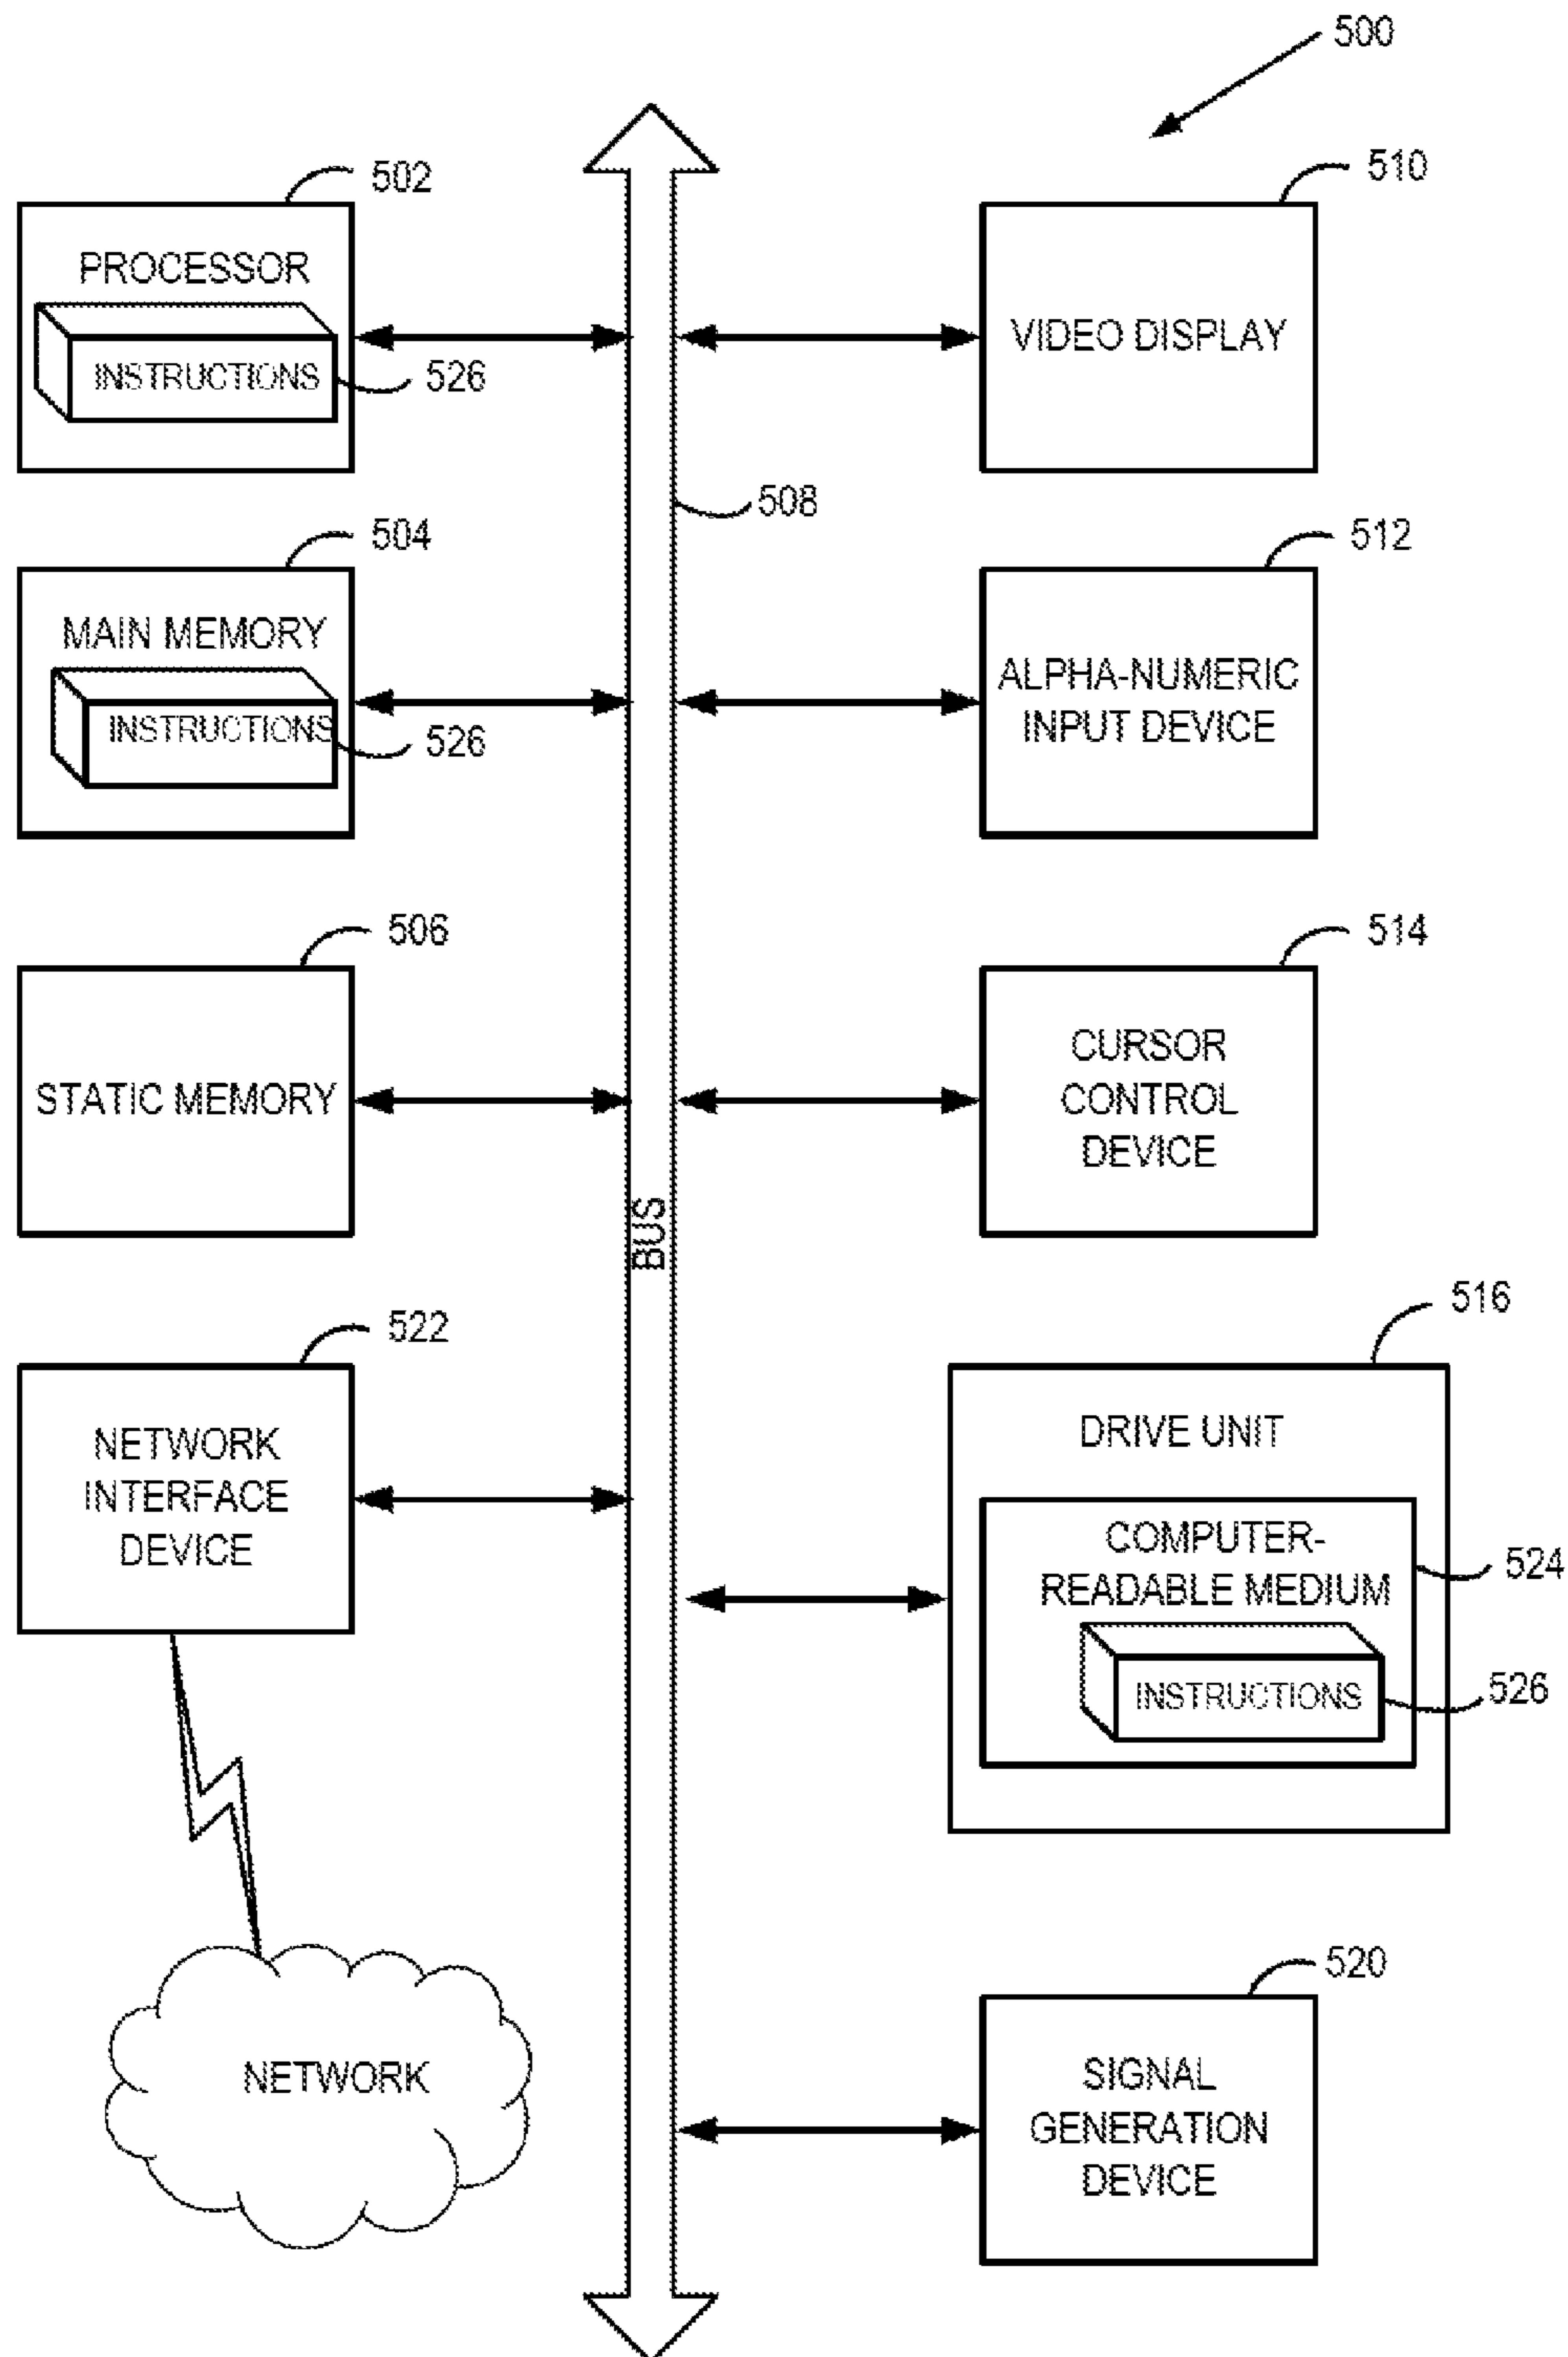 500
502
PROCESSOR
INSTRUCTIONS
526
510
VIDEO DISPLAY
508
504
MAIN MEMORY
INSTRUCTIONS
526
512
ALPHA-NUMERIC
INPUT DEVICE
506
STATIC MEMORY
514
CURSOR
CONTROL
DEVICE
BUS
522
NETWORK
INTERFACE
DEVICE
516
DRIVE UNIT
COMPUTER-
READABLE MEDIUM
524
INSTRUCTIONS
526
NETWORK
520
SIGNAL
GENERATION
DEVICE